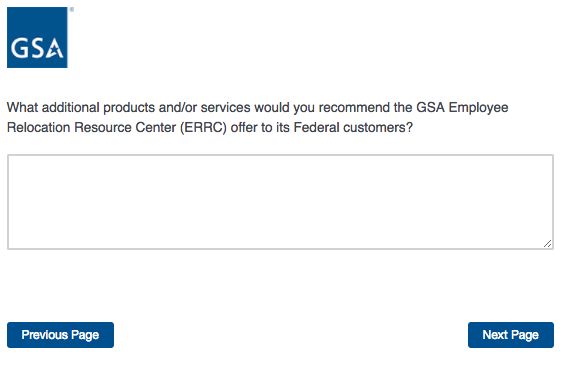 GSA
What additional products and/or services would you recommend the GSA Employee
Relocation Resource Center (ERRC) offer to its Federal customers?
Previous Page
Next Page